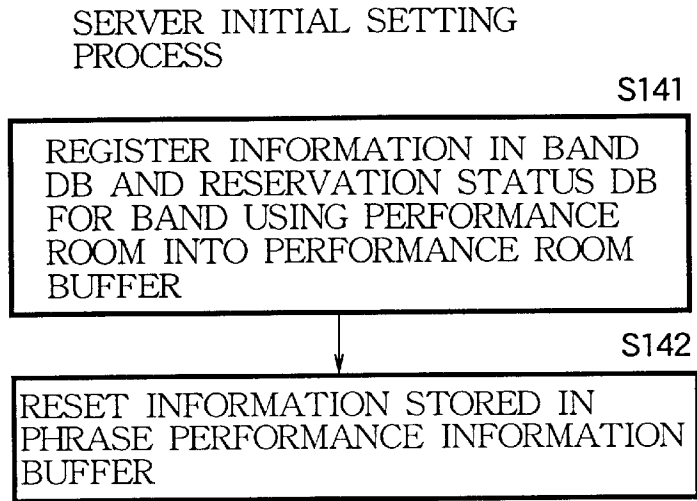 SERVER INITIAL SETTING
PROCESS
S141
REGISTER INFORMATION IN BAND
DB AND RESERVATION STATUS DB
FOR BAND USING PERFORMANCE
ROOM INTO PERFORMANCE ROOM
BUFFER
S142
RESET INFORMATION STORED IN
PHRASE PERFORMANCE INFORMATION
BUFFER